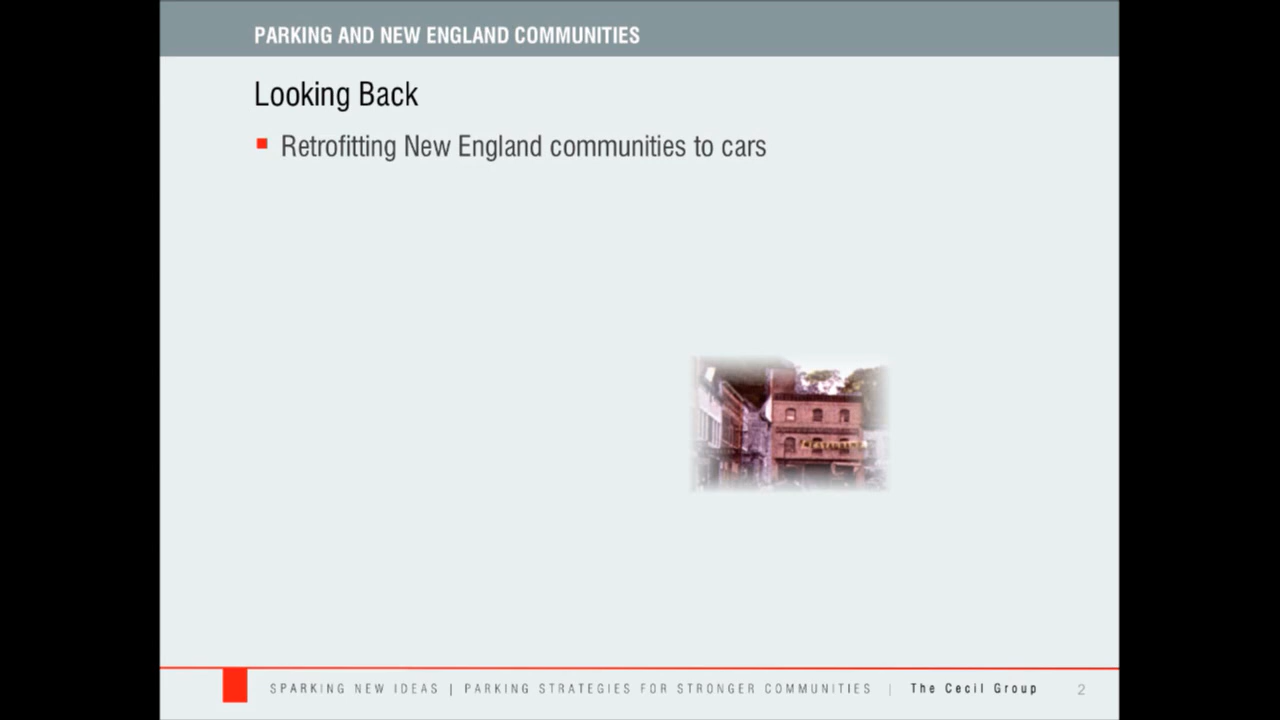 PARKING AND NEW ENGLAND COMMUNITIES
Looking Back
Retrofitting New England communities to cars
SPARKING NEW IDEAS | PARKING STRATEGIES FOR STRONGER COMMUNITIES | The Cecil Group 2